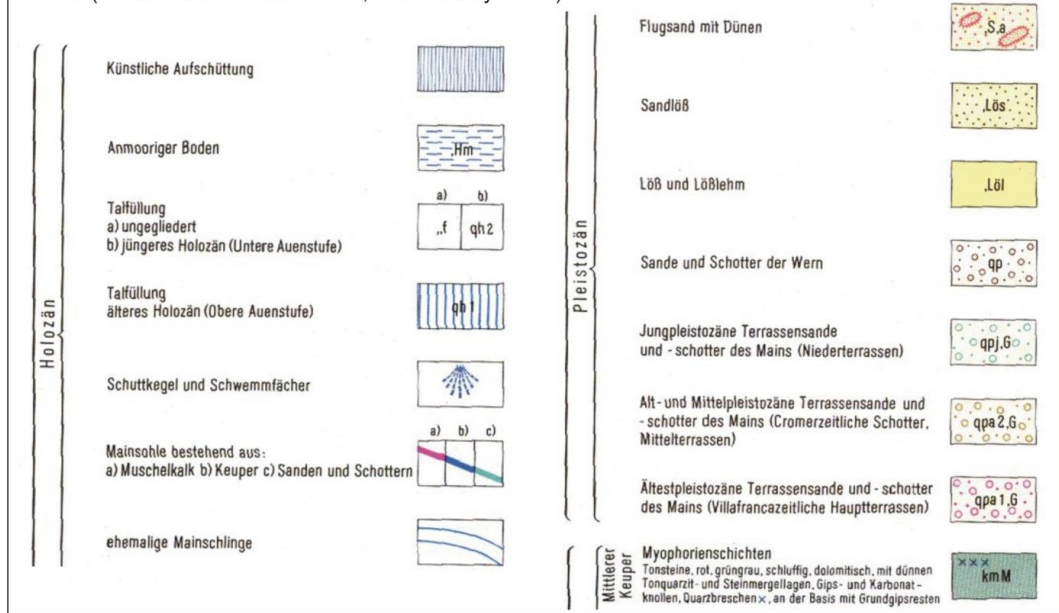 Holozän
Künstliche Aufschüttung
Anmooriger Boden
,Hm
Talfüllung
a) ungegliedert
b) jüngeres Holozän (Untere Auenstufe)
a) b)
,,f qh2
Talfüllung
älteres Holozän (Obere Auenstufe)
qh1
Schuttkegel und Schwemmfächer
Mainsohle bestehend aus:
a) Muschelkalk b) Keuper c) Sanden und Schottern
a) b) c)
ehemalige Mainschlinge
Pleistozän
Flugsand mit Dünen
,S,a
Sandlöß
,Lös
Löß und Lößlehm
,Löl
Sande und Schotter der Wern
qp
Jungpleistozäne Terrassensande
und -schotter des Mains (Niederterrassen)
qpj,G
Alt- und Mittelpleistozäne Terrassensande und
-schotter des Mains (Cromerzeitliche Schotter,
Mittelterrassen)
qpa2,G
Ältestpleistozäne Terrassensande und -schotter
des Mains (Villafrancazeitliche Hauptterrassen)
qpa1,G
Mittlerer
Keuper
Myophorienschichten
Tonsteine, rot, grüngrau, schluffig, dolomitisch, mit dünnen
Tonquarzit- und Steinmergellagen, Gips- und Karbonat-
knollen, Quarzbreschen ×, an der Basis mit Grundgipsresten
×××
kmM